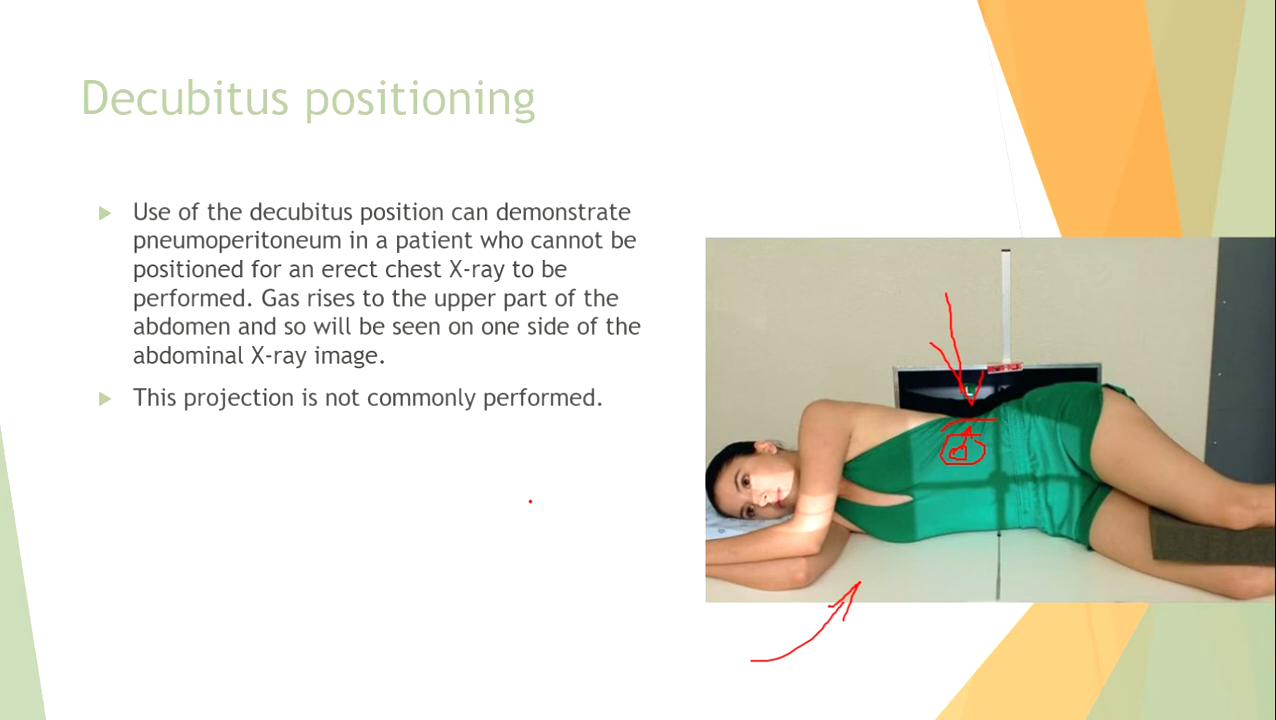 Decubitus positioning
Use of the decubitus position can demonstrate
pneumoperitoneum in a patient who cannot be
positioned for an erect chest X-ray to be
performed. Gas rises to the upper part of the
abdomen and so will be seen on one side of the
abdominal X-ray image.
This projection is not commonly performed.
L